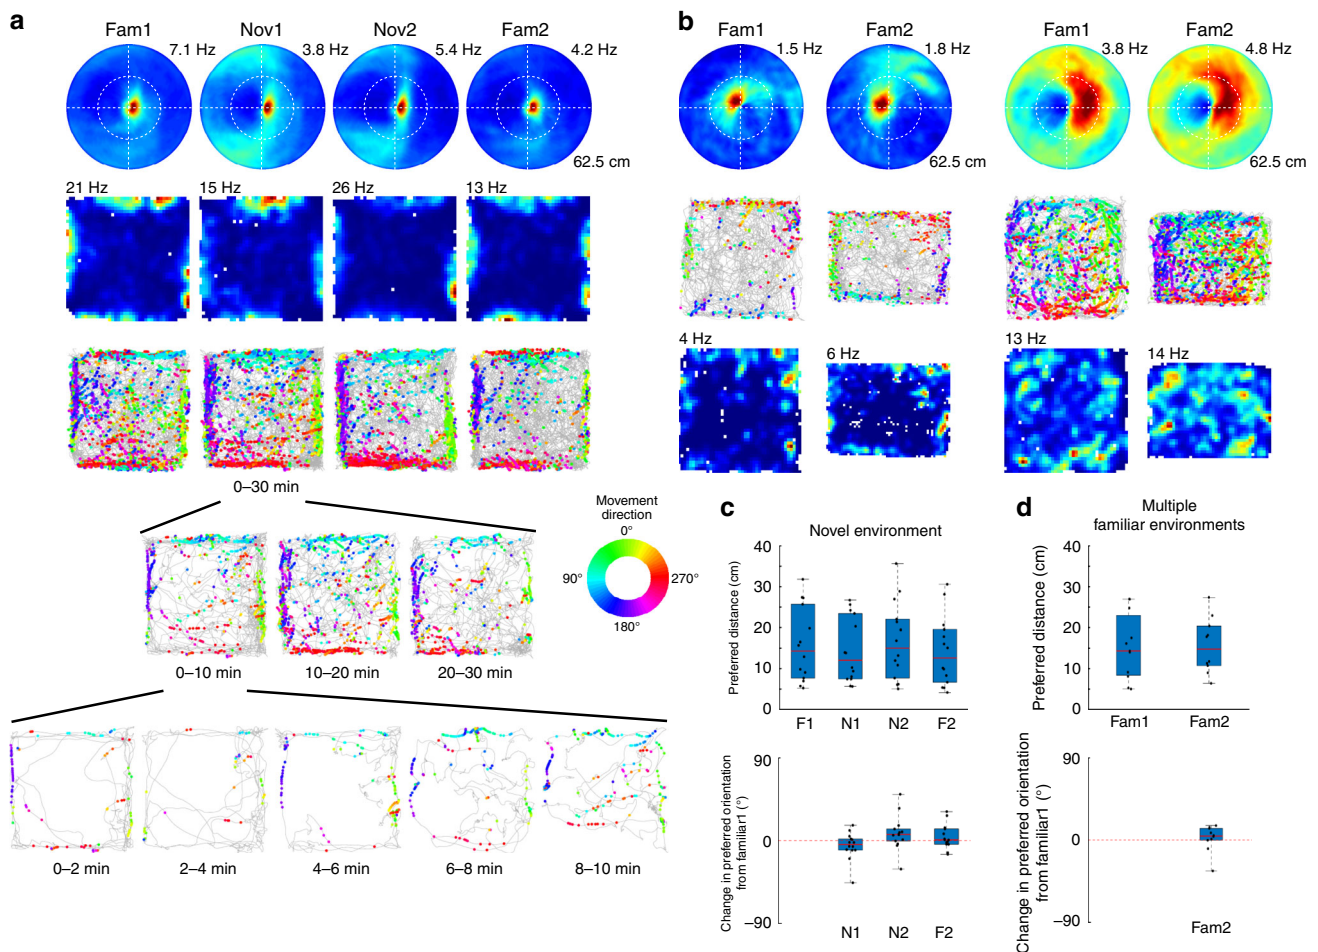 a
Fam1 Nov1 Nov2 Fam2
7.1 Hz 3.8 Hz 5.4 Hz 4.2 Hz
62.5 cm
21 Hz 15 Hz 26 Hz 13 Hz
0–30 min
Movement
direction
0°
90° 270°
180°
0–10 min 10–20 min 20–30 min
0–2 min 2–4 min 4–6 min 6–8 min 8–10 min
b
Fam1 Fam2 Fam1 Fam2
1.5 Hz 1.8 Hz 3.8 Hz 4.8 Hz
62.5 cm 62.5 cm
4 Hz 6 Hz 13 Hz 14 Hz
c
Novel environment
Preferred distance (cm)
40
30
20
10
0
F1 N1 N2 F2
Change in preferred orientation
from familiar1 (°)
90
0
–90
N1 N2 F2
d
Multiple
familiar environments
Preferred distance (cm)
40
30
20
10
0
Fam1 Fam2
Change in preferred orientation
from familiar1 (°)
90
0
–90
Fam2